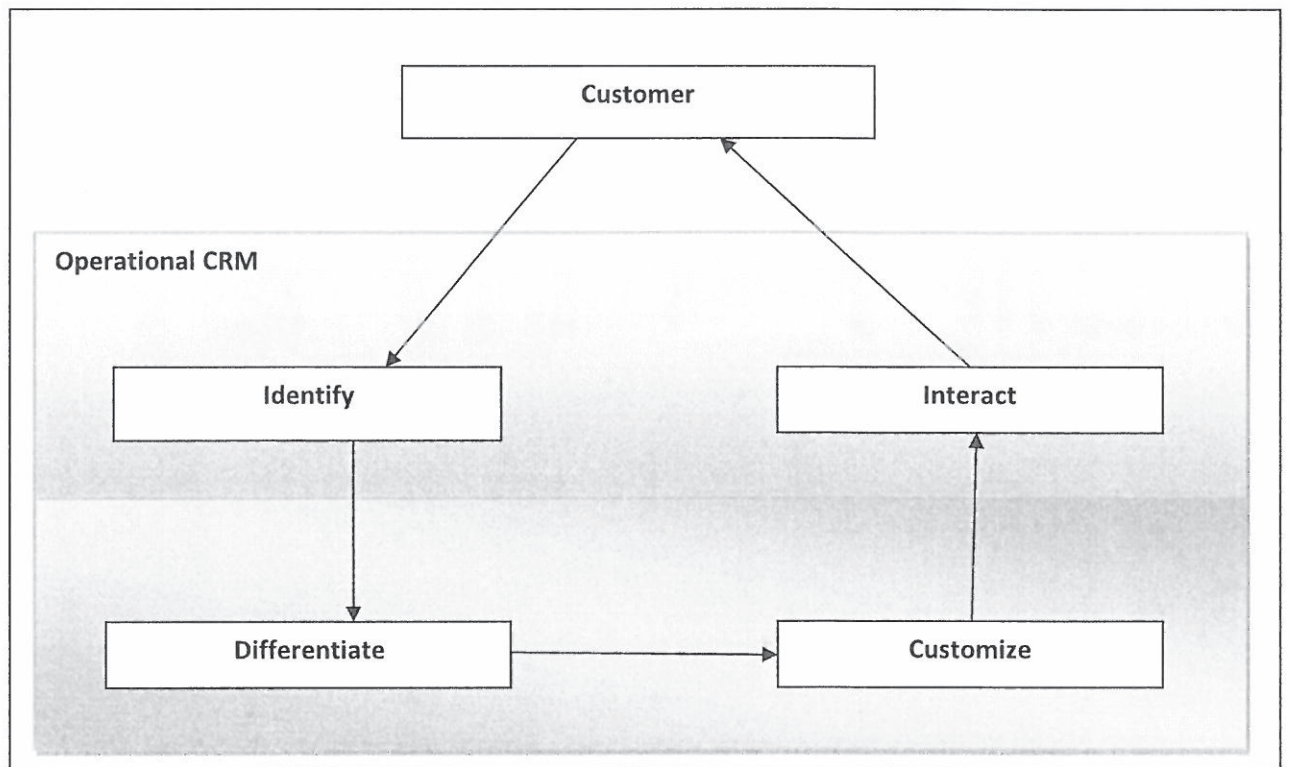 Customer
Operational CRM
Identify
Interact
Differentiate
Customize